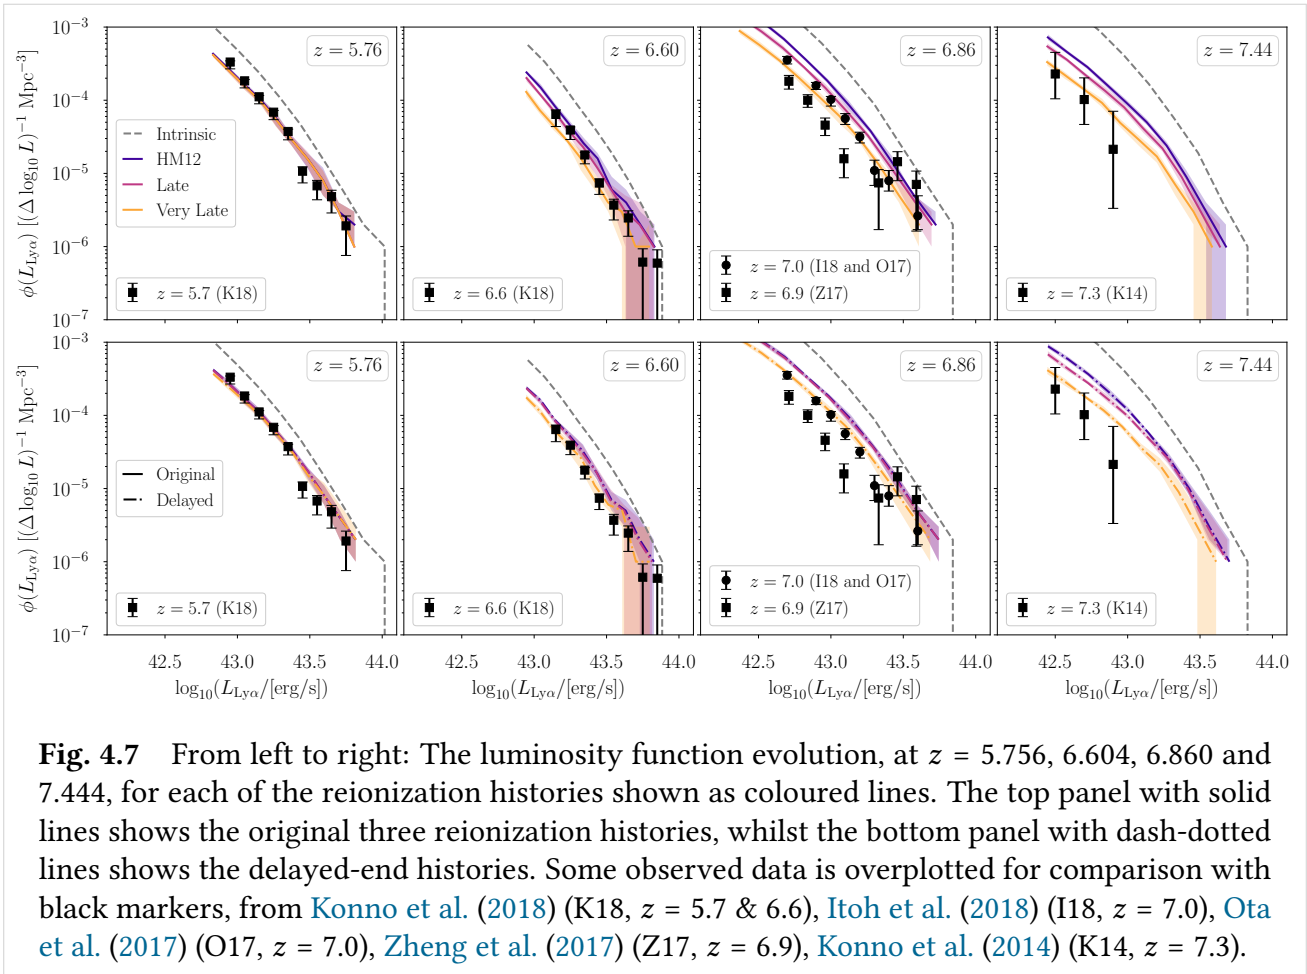 10⁻³
10⁻⁴
10⁻⁵
10⁻⁶
10⁻⁷
ϕ(L_Lyα) [(Δ log₁₀ L)⁻¹ Mpc⁻³]
z = 5.76
Intrinsic
HM12
Late
Very Late
z = 5.7 (K18)
z = 6.60
z = 6.6 (K18)
z = 6.86
z = 7.0 (I18 and O17)
z = 6.9 (Z17)
z = 7.44
z = 7.3 (K14)
10⁻³
10⁻⁴
10⁻⁵
10⁻⁶
10⁻⁷
ϕ(L_Lyα) [(Δ log₁₀ L)⁻¹ Mpc⁻³]
z = 5.76
Original
Delayed
z = 5.7 (K18)
z = 6.60
z = 6.6 (K18)
z = 6.86
z = 7.0 (I18 and O17)
z = 6.9 (Z17)
z = 7.44
z = 7.3 (K14)
42.5 43.0 43.5 44.0 42.5 43.0 43.5 44.0 42.5 43.0 43.5 44.0 42.5 43.0 43.5 44.0
log₁₀(L_Lyα/[erg/s]) log₁₀(L_Lyα/[erg/s]) log₁₀(L_Lyα/[erg/s]) log₁₀(L_Lyα/[erg/s])
Fig. 4.7 From left to right: The luminosity function evolution, at z = 5.756, 6.604, 6.860 and
7.444, for each of the reionization histories shown as coloured lines. The top panel with solid
lines shows the original three reionization histories, whilst the bottom panel with dash-dotted
lines shows the delayed-end histories. Some observed data is overplotted for comparison with
black markers, from Konno et al. (2018) (K18, z = 5.7 & 6.6), Itoh et al. (2018) (I18, z = 7.0), Ota
et al. (2017) (O17, z = 7.0), Zheng et al. (2017) (Z17, z = 6.9), Konno et al. (2014) (K14, z = 7.3).